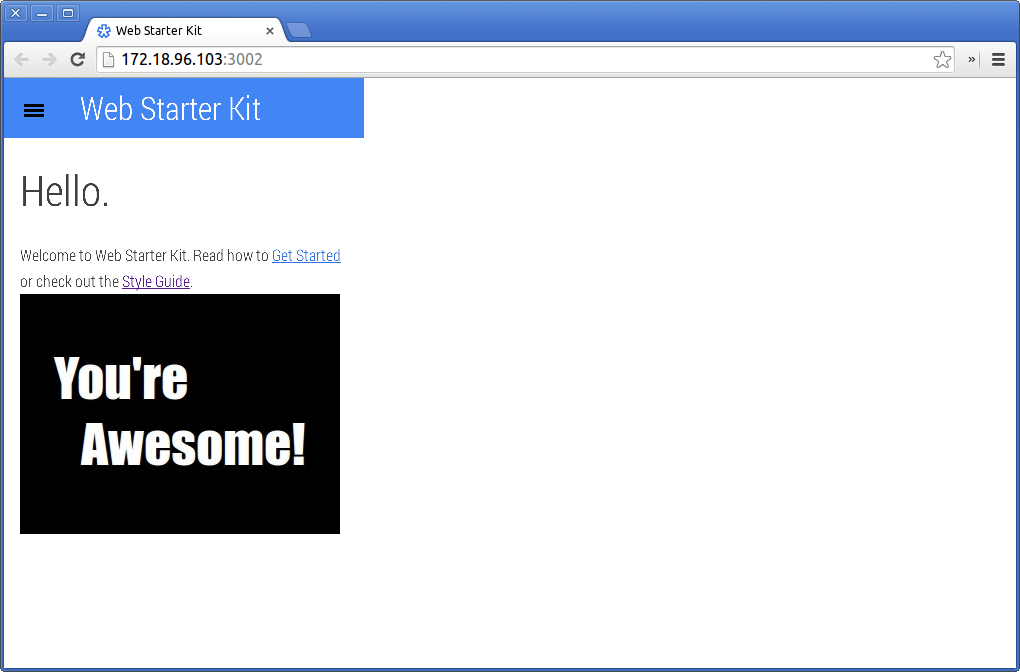 Web Starter Kit
172.18.96.103:3002
Web Starter Kit
Hello.
Welcome to Web Starter Kit. Read how to Get Started
or check out the Style Guide.
You're
Awesome!